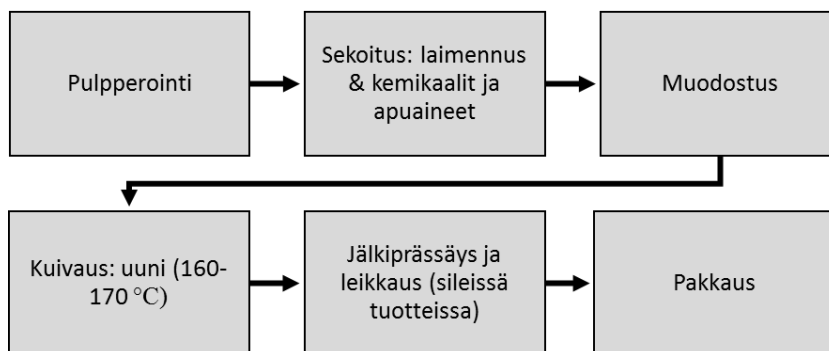 Pulpperointi
Sekoitus: laimennus
& kemikaalit ja
apuaineet
Muodostus
Kuivaus: uuni (160-
170 °C)
Jälkiprässäys ja
leikkaus (sileissä
tuotteissa)
Pakkaus